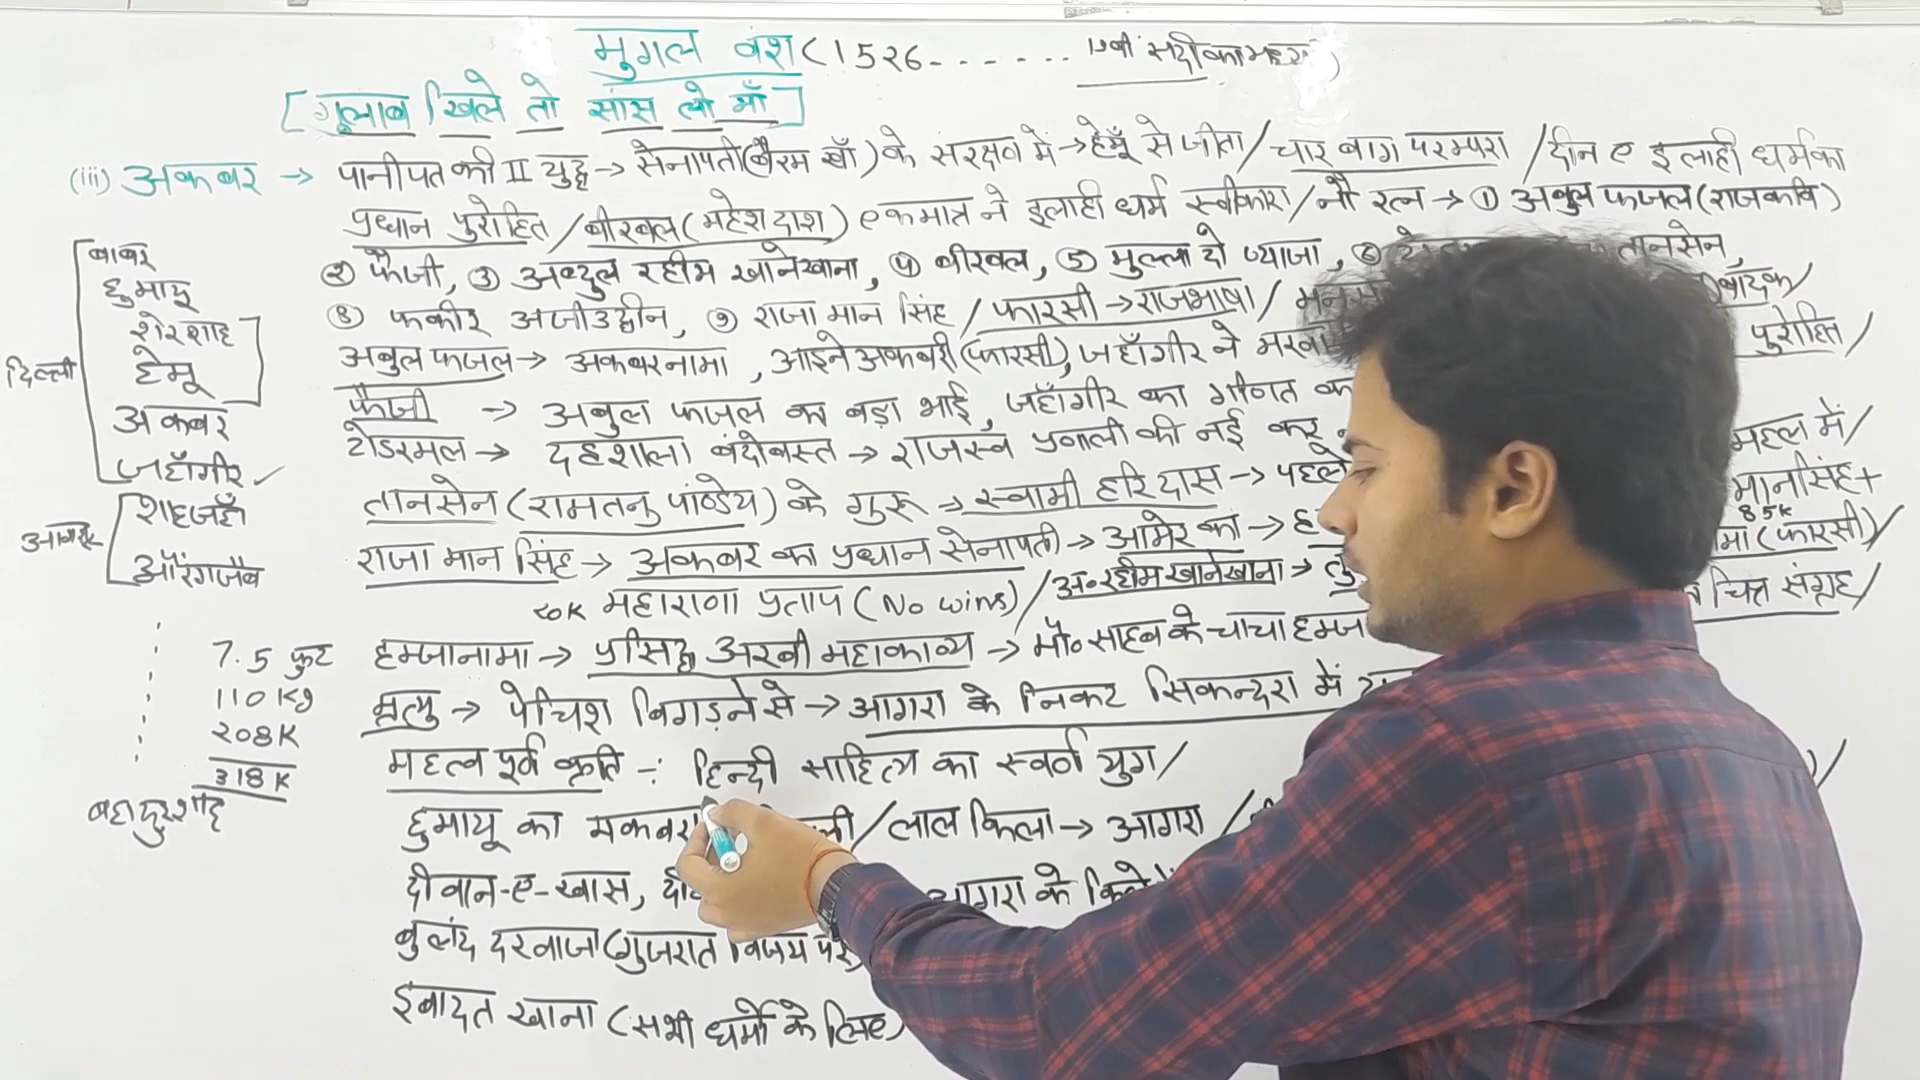 मुगल वंश (1526- - - - - - - 19वीं सदी का मध्य)
[गुलाब खिले तो सांस लो माँ]
(iii) अकबर → पानीपत की II युद्ध → सेनापती (बैरम खाँ) के संरक्षण में → हेमूँ से जीता / चार बाग परम्परा / दीन ए इलाही धर्म का
प्रधान पुरोहित / बीरबल (महेश दाश) एकमात्र ने इलाही धर्म स्वीकारा / नौ रत्न → ① अबुल फजल (राजकवि)
② फैजी, ③ अब्दुल रहीम खानेखाना, ④ बीरबल, ⑤ मुल्ला दो प्याजा, ⑥ तानसेन,
⑧ फकीर अजीउद्दीन, ⑨ राजा मान सिंह / फारसी → राजभाषा / वादक /
अबुल फजल → अकबरनामा, आइने अकबरी (फारसी), जहाँगीर ने पुरोहित /
फैजी → अबुल फजल का बड़ा भाई, जहाँगीर का गणित
टोडरमल → दहशाला बंदोबस्त → राजस्व प्रणाली की नई कर महल में /
तानसेन (रामतनु पांण्डेय) के गुरू → स्वामी हरिदास → पहले मानसिंह +
85K
राजा मान सिंह → अकबर का प्रधान सेनापती → आमेर का → (फारसी) /
20K महाराणा प्रताप (No wins) / अ॰ रहीम खानेखाना → चित्र संग्रह /
हम्जानामा → प्रसिद्ध अरबी महाकाव्य → मो॰ साहब के चाचा हम्जा
मृत्यु → पेचिश बिगड़ने से → आगरा के निकट सिकन्दरा में
महत्व पूर्व कृति -: हिन्दी साहित्य का स्वर्ण युग /
हुमायू का मकबरा / लाल किला → आगरा /
दीवान-ए-खास, आगरा के किले
बुलंद दरवाजा (गुजरात विजय पर)
इबादत खाना (सभी धर्मो के लिए)
दिल्ली
बाबर
हुमायू
शेरशाह
हेमू
अकबर
जहाँगीर ✓
आगरा
शाहजहाँ
औरंगजैब
7.5 फुट
110 Kg
208K
318K
बहादुरशाह